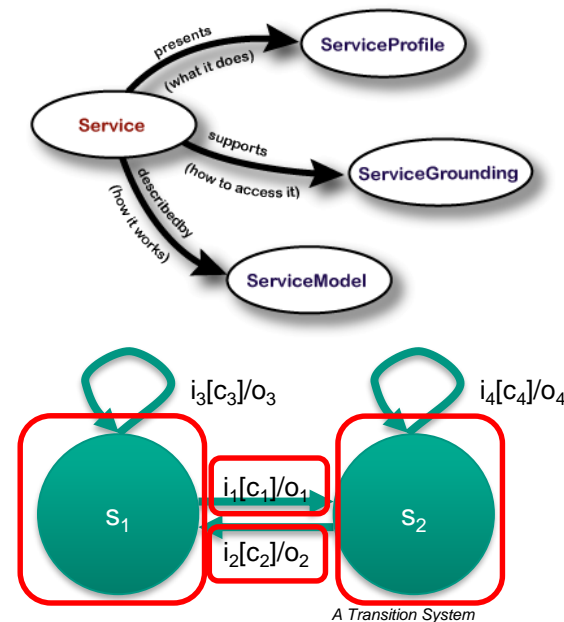 presents
(what it does)
ServiceProfile
Service
supports
(how to access it)
ServiceGrounding
describedby
(how it works)
ServiceModel
i₃[c₃]/o₃
i₄[c₄]/o₄
i₁[c₁]/o₁
s₁
s₂
i₂[c₂]/o₂
A Transition System